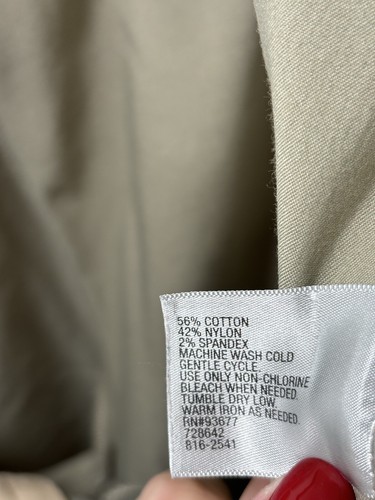 56% COTTON
42% NYLON
2% SPANDEX
MACHINE WASH COLD
GENTLE CYCLE.
USE ONLY NON-CHLORINE
BLEACH WHEN NEEDED.
TUMBLE DRY LOW.
WARM IRON AS NEEDED.
RN#93677
728642
816-2541